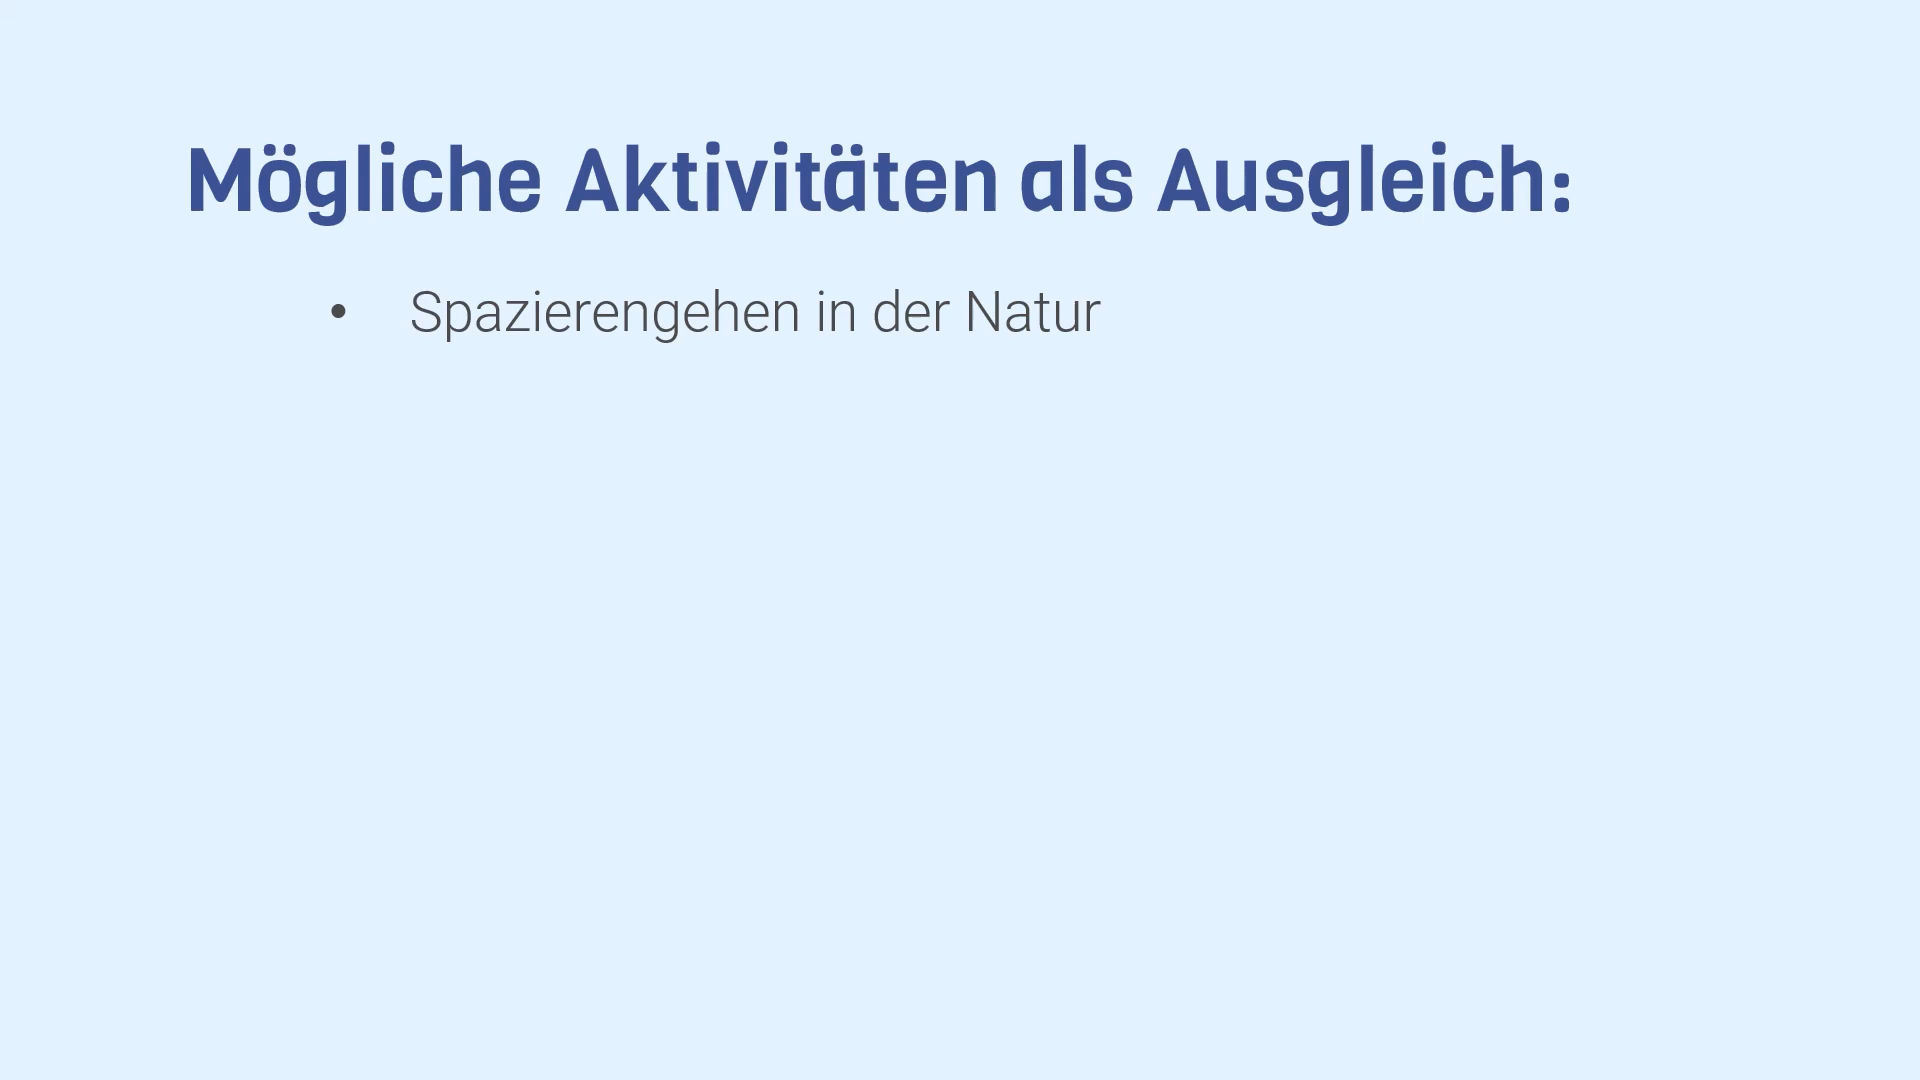 Mögliche Aktivitäten als Ausgleich:
• Spazierengehen in der Natur